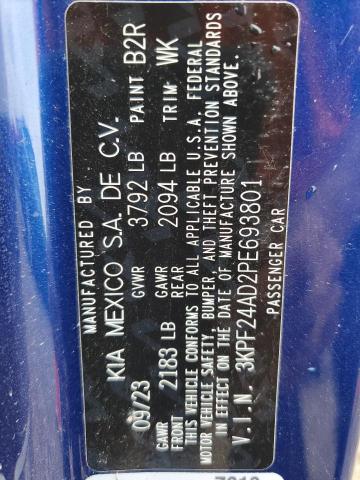 MANUFACTURED BY
KIA MEXICO S.A. DE C.V.
09/23 GVWR 3792 LB PAINT B2R
GAWR FRONT 2183 LB GAWR REAR 2094 LB TRIM: WK
THIS VEHICLE CONFORMS TO ALL APPLICABLE U.S.A. FEDERAL
MOTOR VEHICLE SAFETY, BUMPER, AND THEFT PREVENTION STANDARDS
IN EFFECT ON THE DATE OF MANUFACTURE SHOWN ABOVE.
V.I.N. 3KPF24AD2PE693801
PASSENGER CAR